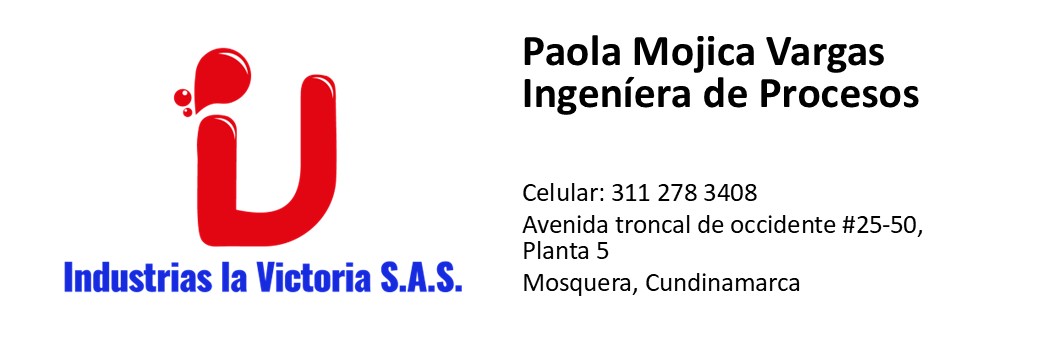 Paola Mojica Vargas
Ingeníera de Procesos
Celular: 311 278 3408
Avenida troncal de occidente #25-50,
Planta 5
Mosquera, Cundinamarca
Industrias la Victoria S.A.S.